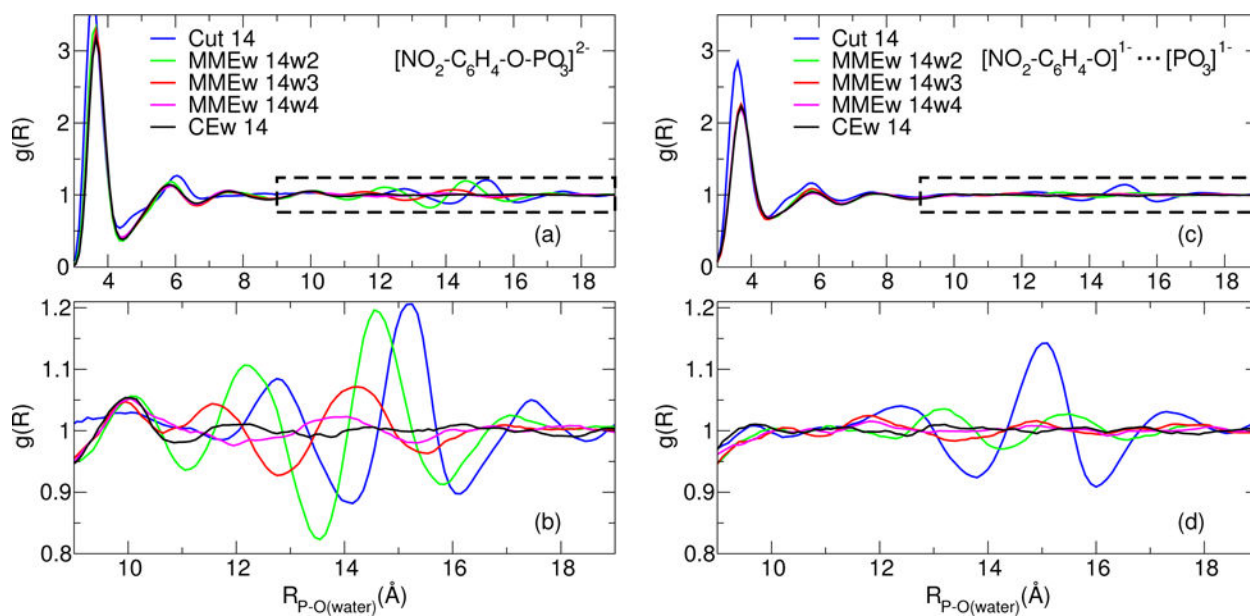 g(R)
3
2
1
0
Cut 14
MMEw 14w2
MMEw 14w3
MMEw 14w4
CEw 14
[NO2-C6H4-O-PO3]2-
(a)
4 6 8 10 12 14 16 18
g(R)
1.2
1.1
1
0.9
0.8
(b)
10 12 14 16 18
RP-O(water)(Å)
g(R)
3
2
1
0
Cut 14
MMEw 14w2
MMEw 14w3
MMEw 14w4
CEw 14
[NO2-C6H4-O]1- ··· [PO3]1-
(c)
4 6 8 10 12 14 16 18
g(R)
1.2
1.1
1
0.9
0.8
(d)
10 12 14 16 18
RP-O(water)(Å)